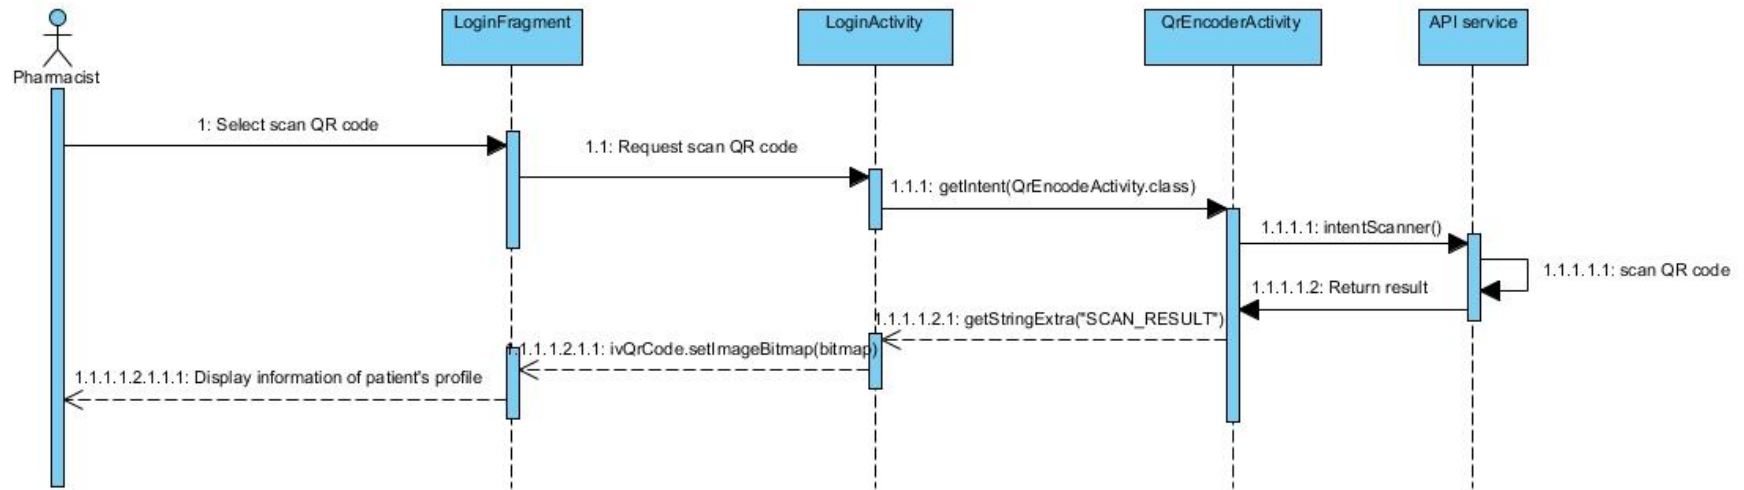 LoginFragment
LoginActivity
QrEncoderActivity
API service
Pharmacist
1: Select scan QR code
1.1: Request scan QR code
1.1.1: getIntent(QrEncodeActivity.class)
1.1.1.1: intentScanner()
1.1.1.1.1: scan QR code
1.1.1.1.2: Return result
1.1.1.1.2.1: getStringExtra("SCAN_RESULT")
1.1.1.1.2.1.1: ivQrCode.setImageBitmap(bitmap)
1.1.1.1.2.1.1.1: Display information of patient's profile